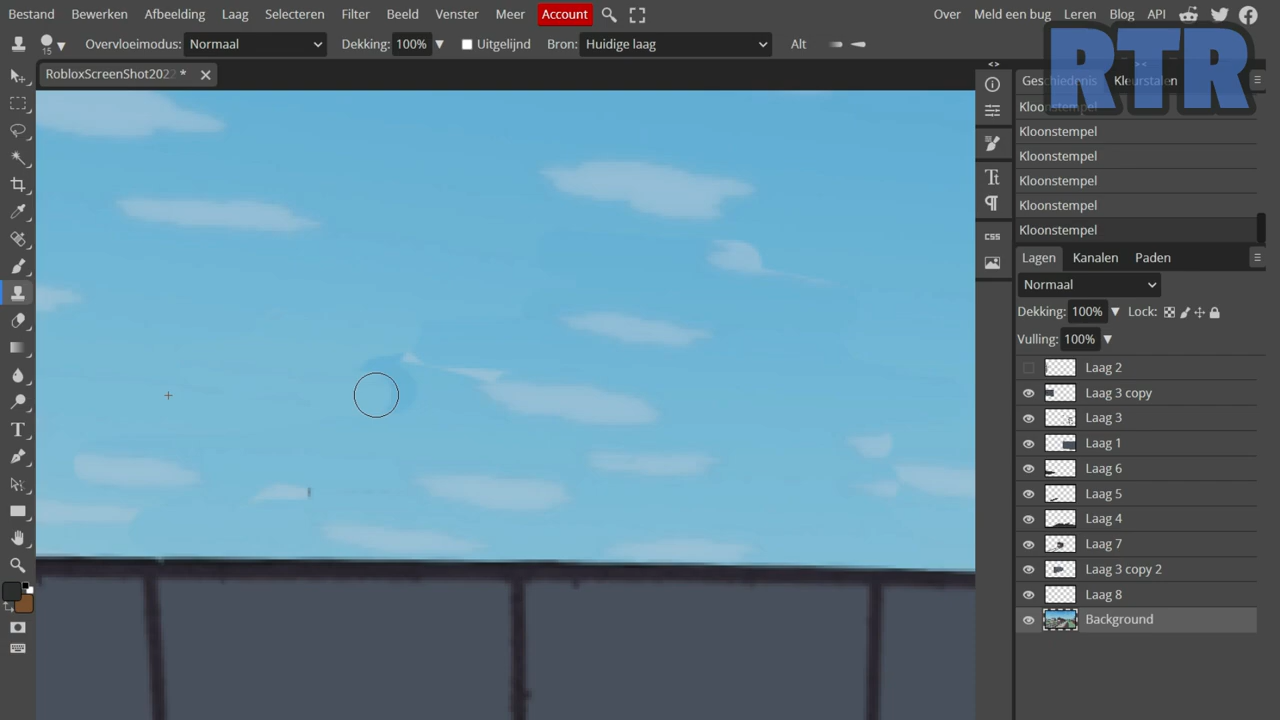 Bestand Bewerken Afbeelding Laag Selecteren Filter Beeld Venster Meer Account Over Meld een bug Leren Blog API
15 Overvloeimodus: Normaal Dekking: 100% Uitgelijnd Bron: Huidige laag Alt
RobloxScreenShot2022 *
RTR
Geschiedenis Kleurstalen
Kloonstempel
Kloonstempel
Kloonstempel
Kloonstempel
Kloonstempel
Kloonstempel
CSS
Lagen Kanalen Paden
Normaal
Dekking: 100% Lock:
Vulling: 100%
Laag 2
Laag 3 copy
Laag 3
Laag 1
Laag 6
Laag 5
Laag 4
Laag 7
Laag 3 copy 2
Laag 8
Background